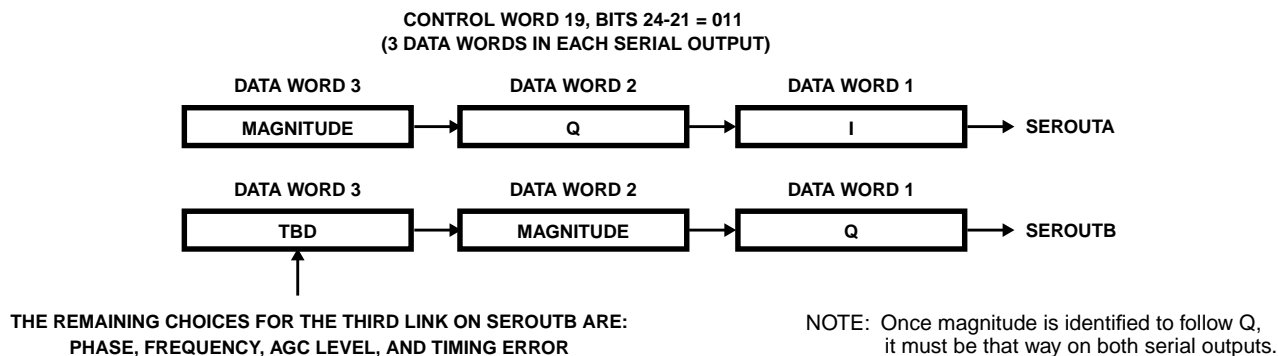 CONTROL WORD 19, BITS 24-21 = 011
(3 DATA WORDS IN EACH SERIAL OUTPUT)
DATA WORD 3 DATA WORD 2 DATA WORD 1
MAGNITUDE Q I SEROUTA
DATA WORD 3 DATA WORD 2 DATA WORD 1
TBD MAGNITUDE Q SEROUTB
THE REMAINING CHOICES FOR THE THIRD LINK ON SEROUTB ARE:
PHASE, FREQUENCY, AGC LEVEL, AND TIMING ERROR
NOTE: Once magnitude is identified to follow Q,
it must be that way on both serial outputs.